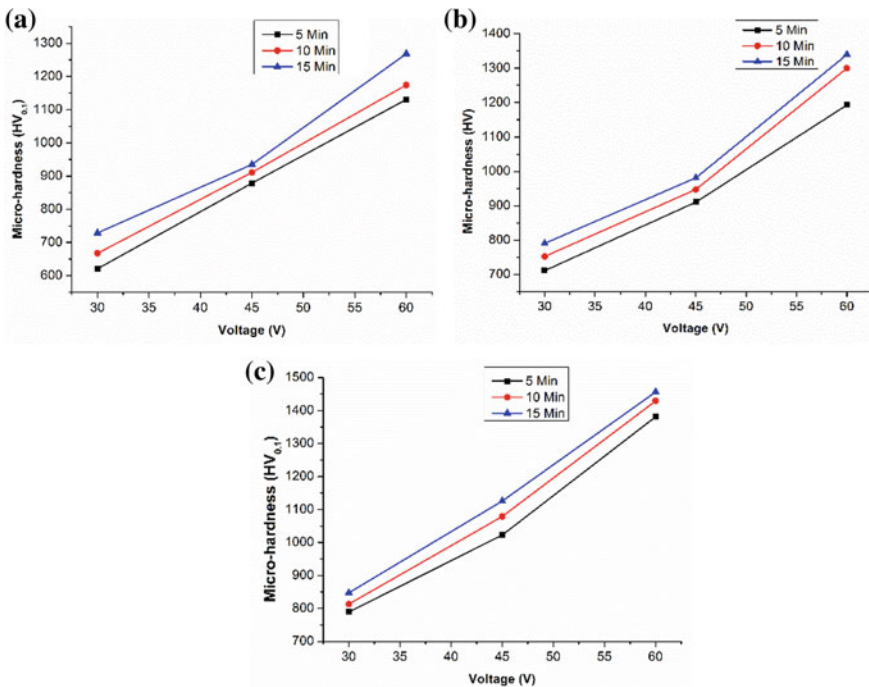 (a)
1300
1200
1100
1000
900
800
700
600
Micro-hardness (HV0.1)
5 Min
10 Min
15 Min
30 35 40 45 50 55 60
Voltage (V)
(b)
1400
1300
1200
1100
1000
900
800
700
Micro-hardness (HV)
5 Min
10 Min
15 Min
30 35 40 45 50 55 60
Voltage (V)
(c)
1500
1400
1300
1200
1100
1000
900
800
700
Micro-hardness (HV0.1)
5 Min
10 Min
15 Min
30 35 40 45 50 55 60
Voltage (V)